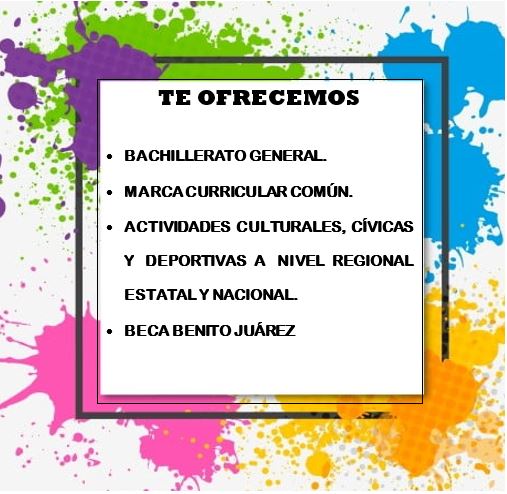 TE OFRECEMOS
• BACHILLERATO GENERAL.
• MARCA CURRICULAR COMÚN.
• ACTIVIDADES CULTURALES, CÍVICAS
Y DEPORTIVAS A NIVEL REGIONAL
ESTATAL Y NACIONAL.
• BECA BENITO JUÁREZ